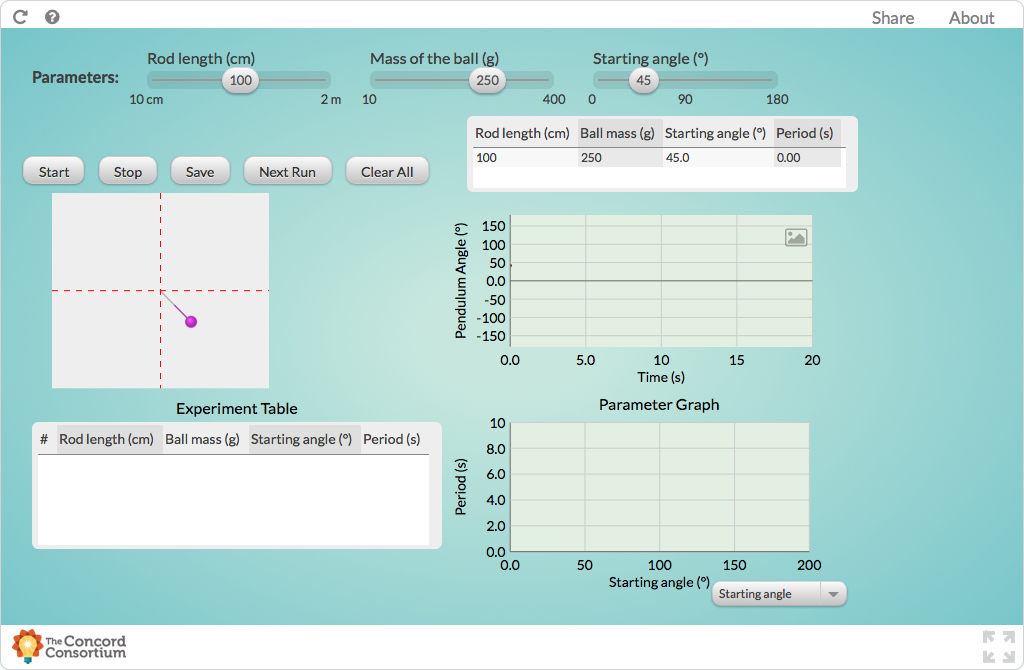 Share About
Parameters:
Rod length (cm)
100
10 cm 2 m
Mass of the ball (g)
250
10 400
Starting angle (°)
45
0 90 180
Rod length (cm) Ball mass (g) Starting angle (°) Period (s)
100 250 45.0 0.00
Start Stop Save Next Run Clear All
Pendulum Angle (°)
150
100
50
0.0
-50
-100
-150
0.0 5.0 10 15 20
Time (s)
Experiment Table
# Rod length (cm) Ball mass (g) Starting angle (°) Period (s)
Parameter Graph
Period (s)
10
8.0
6.0
4.0
2.0
0.0
0.0 50 100 150 200
Starting angle (°)
Starting angle
The Concord
Consortium